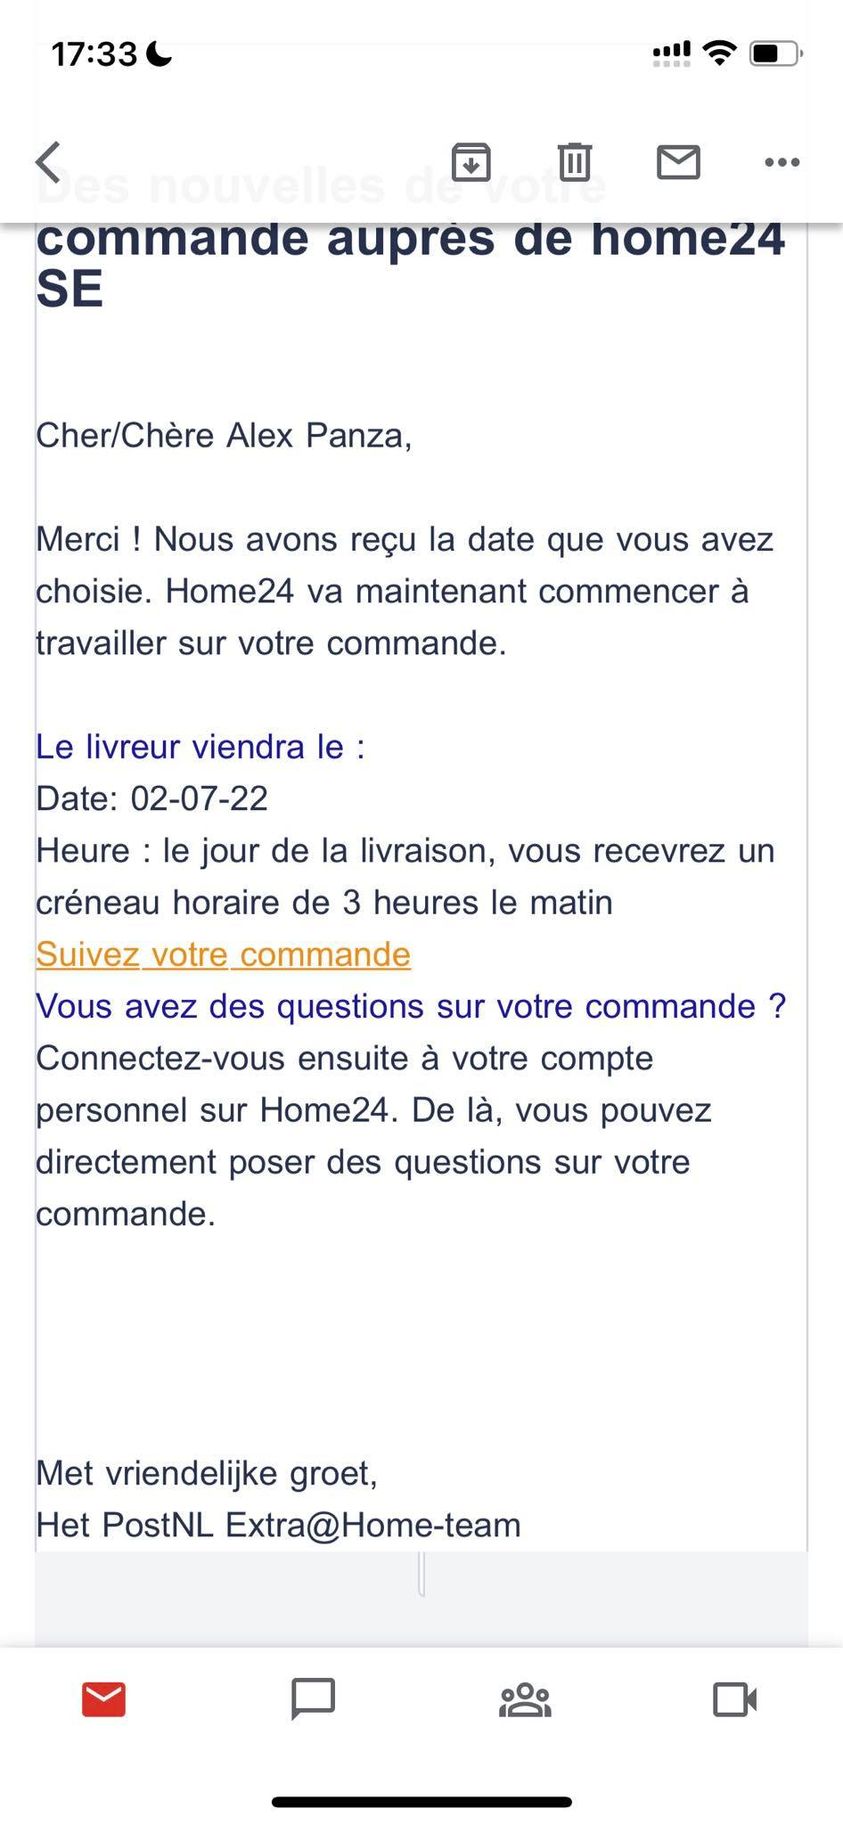 17:33
Des nouvelles de votre
commande auprès de home24
SE
Cher/Chère Alex Panza,
Merci ! Nous avons reçu la date que vous avez
choisie. Home24 va maintenant commencer à
travailler sur votre commande.
Le livreur viendra le :
Date: 02-07-22
Heure : le jour de la livraison, vous recevrez un
créneau horaire de 3 heures le matin
Suivez votre commande
Vous avez des questions sur votre commande ?
Connectez-vous ensuite à votre compte
personnel sur Home24. De là, vous pouvez
directement poser des questions sur votre
commande.
Met vriendelijke groet,
Het PostNL Extra@Home-team